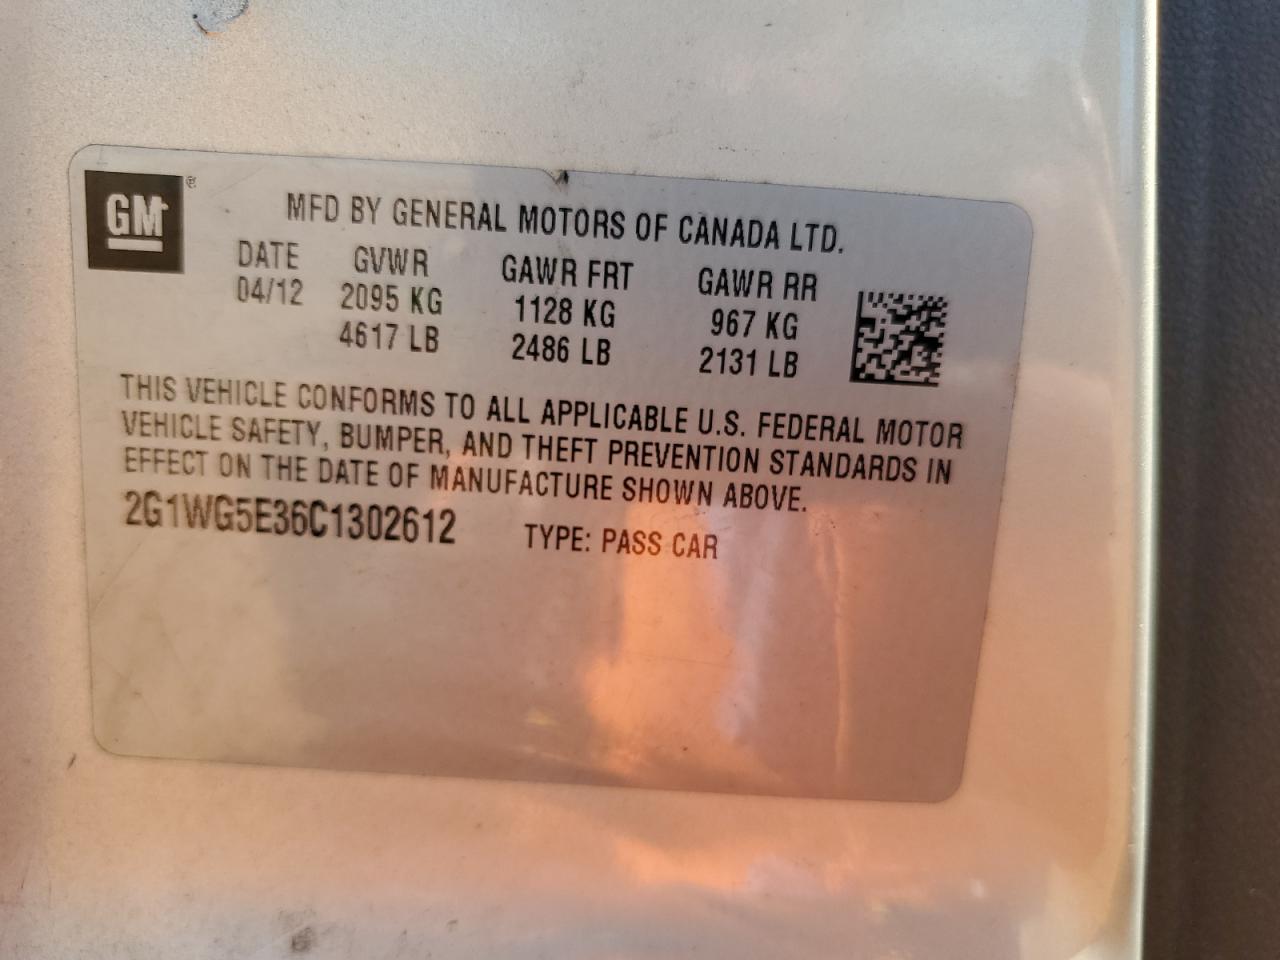 GM ®
MFD BY GENERAL MOTORS OF CANADA LTD.
DATE GVWR GAWR FRT GAWR RR
04/12 2095 KG 1128 KG 967 KG
4617 LB 2486 LB 2131 LB
THIS VEHICLE CONFORMS TO ALL APPLICABLE U.S. FEDERAL MOTOR
VEHICLE SAFETY, BUMPER, AND THEFT PREVENTION STANDARDS IN
EFFECT ON THE DATE OF MANUFACTURE SHOWN ABOVE.
2G1WG5E36C1302612 TYPE: PASS CAR